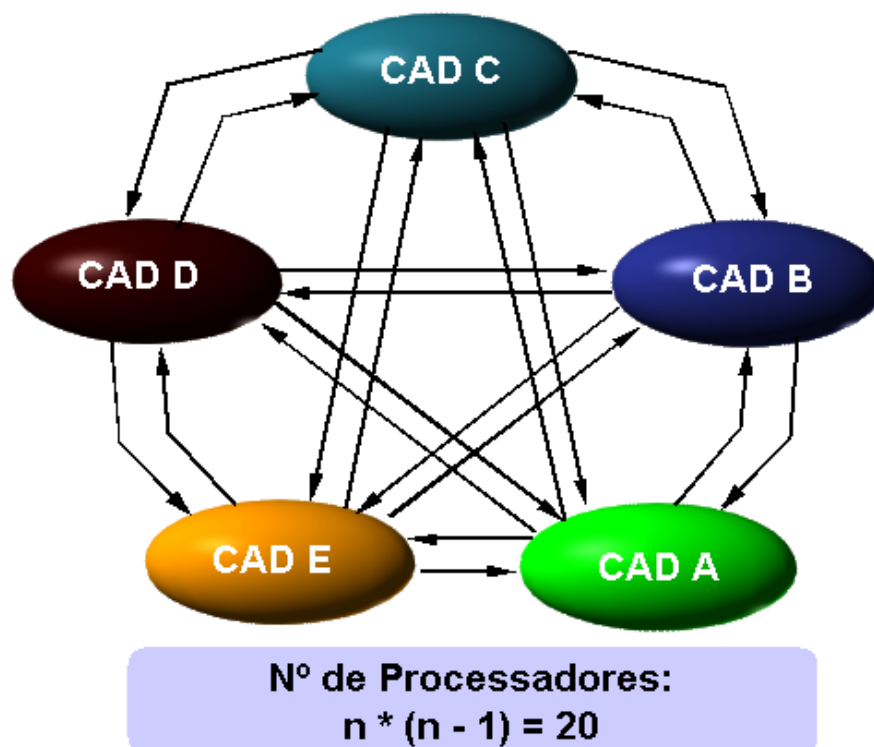 CAD C
CAD D
CAD B
CAD E
CAD A
Nº de Processadores:
n * (n - 1) = 20